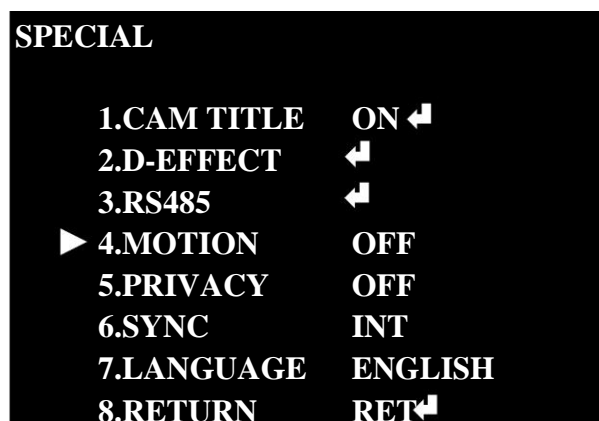 SPECIAL
1.CAM TITLE ON ↲
2.D-EFFECT ↲
3.RS485 ↲
▶ 4.MOTION OFF
5.PRIVACY OFF
6.SYNC INT
7.LANGUAGE ENGLISH
8.RETURN RET↲